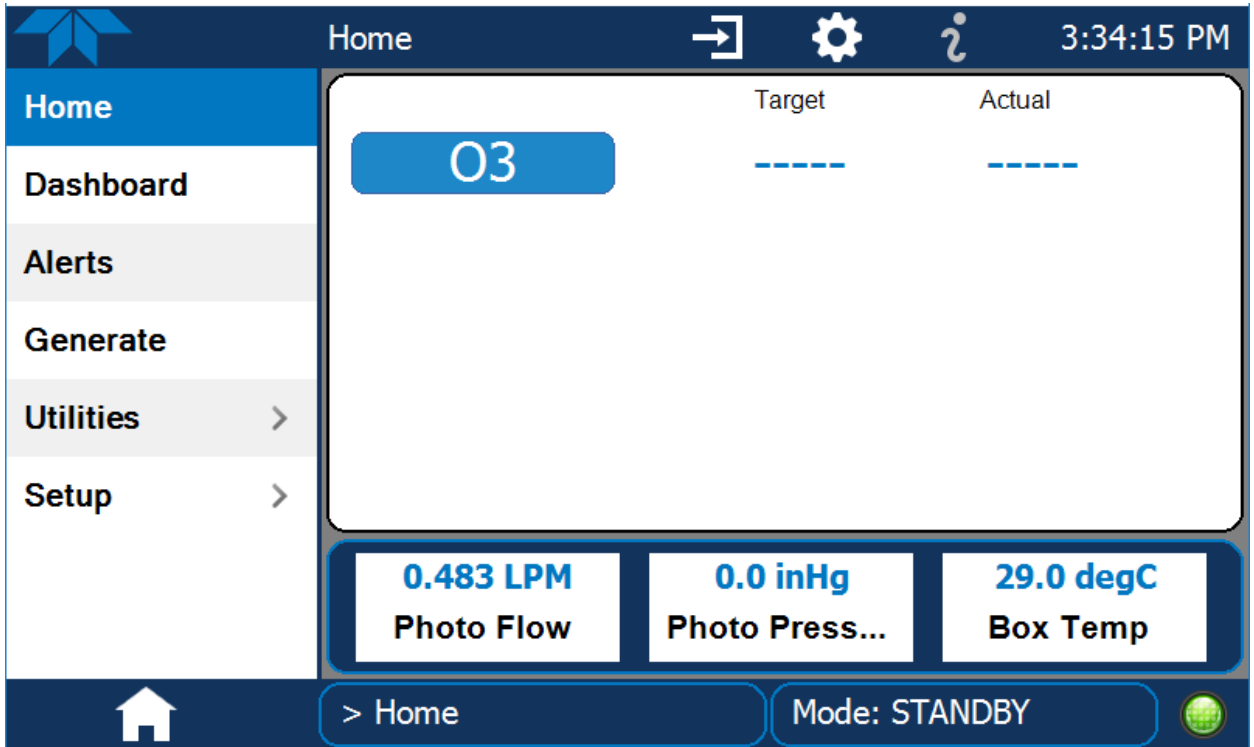 Home 3:34:15 PM
Home
Dashboard
Alerts
Generate
Utilities >
Setup >
Target Actual
O3 ----- -----
0.483 LPM
Photo Flow
0.0 inHg
Photo Press...
29.0 degC
Box Temp
> Home
Mode: STANDBY